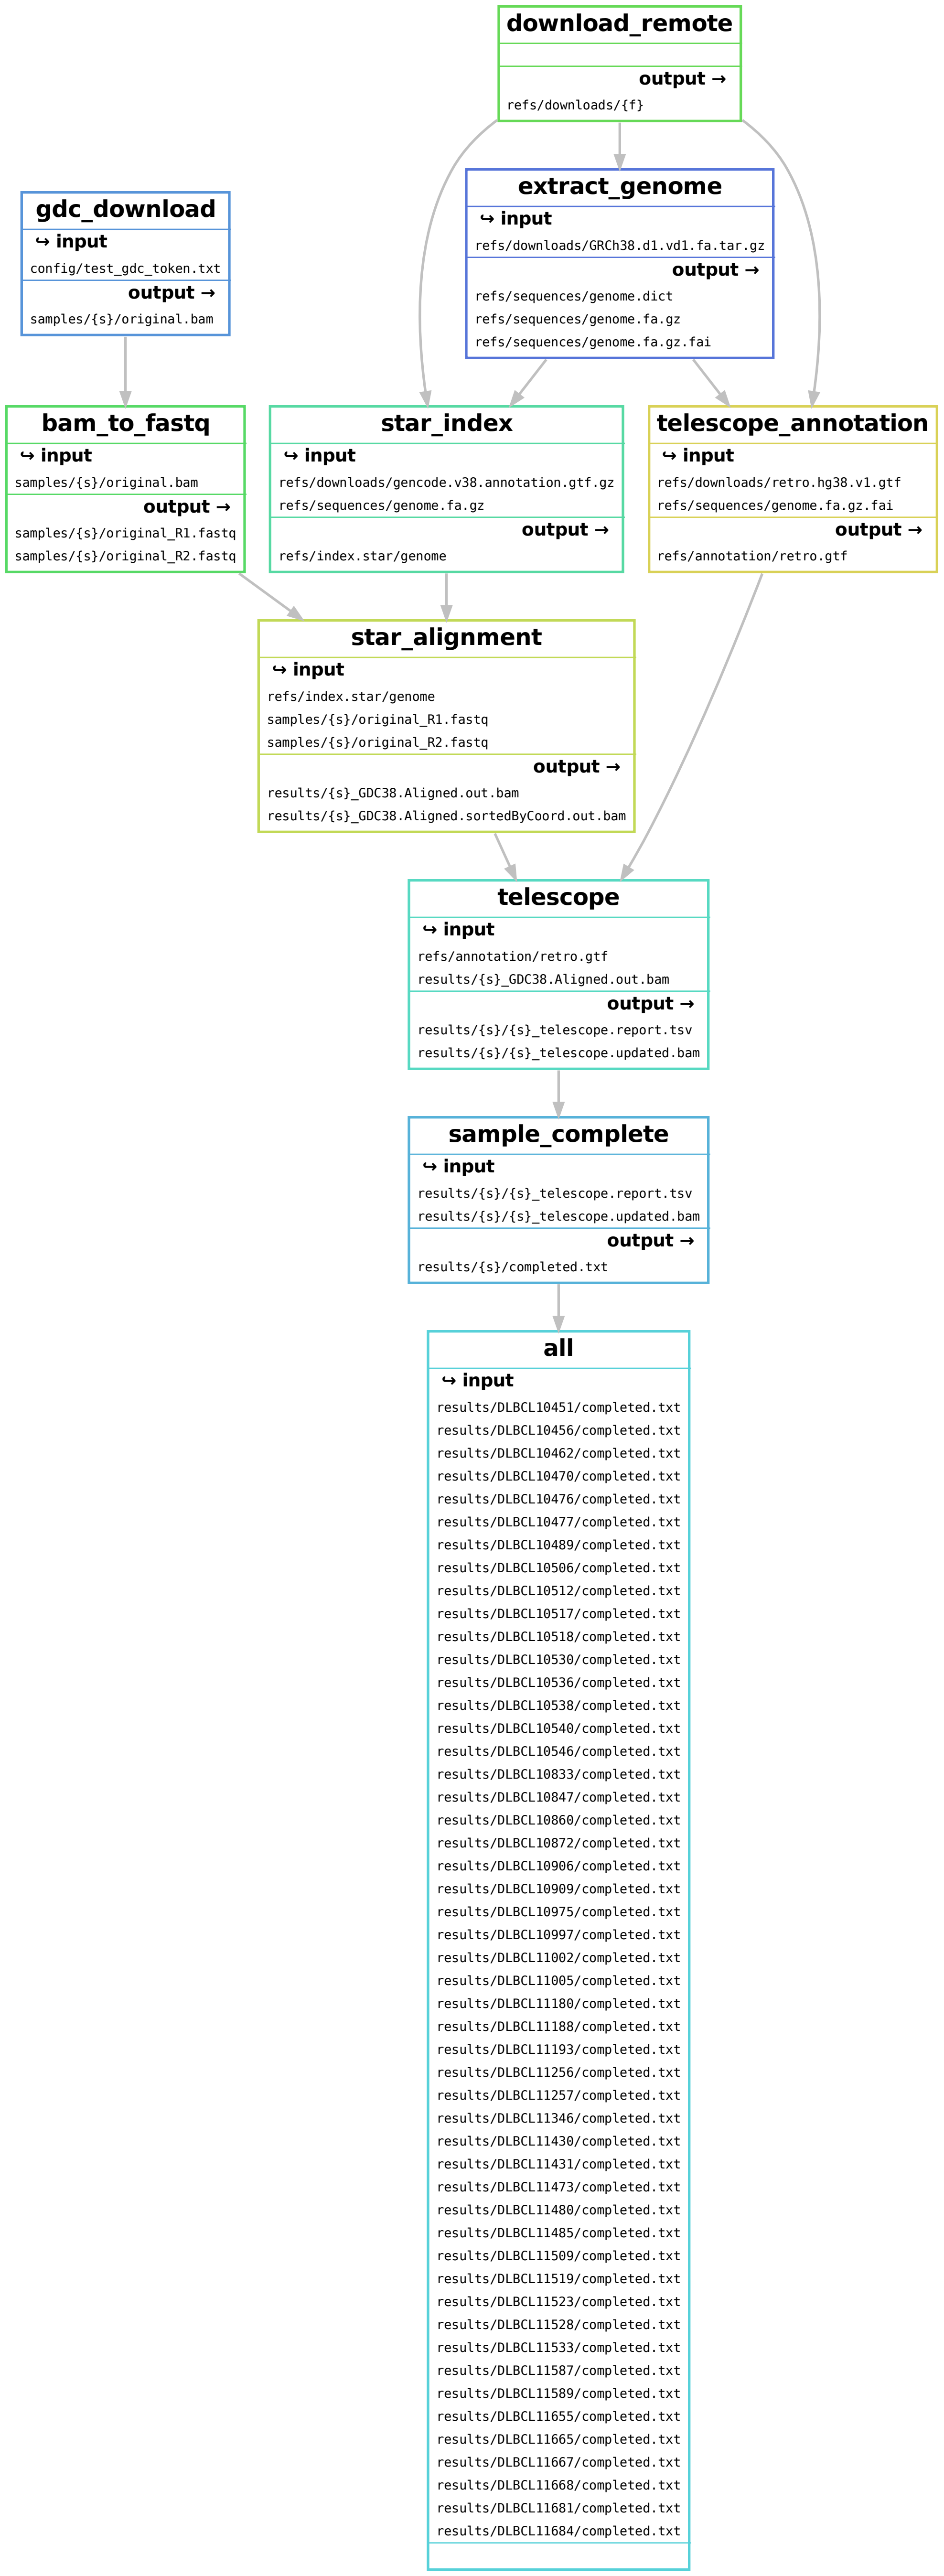 download_remote
output →
refs/downloads/{f}
extract_genome
↪ input
refs/downloads/GRCh38.d1.vd1.fa.tar.gz
output →
refs/sequences/genome.dict
refs/sequences/genome.fa.gz
refs/sequences/genome.fa.gz.fai
gdc_download
↪ input
config/test_gdc_token.txt
output →
samples/{s}/original.bam
bam_to_fastq
↪ input
samples/{s}/original.bam
output →
samples/{s}/original_R1.fastq
samples/{s}/original_R2.fastq
star_index
↪ input
refs/downloads/gencode.v38.annotation.gtf.gz
refs/sequences/genome.fa.gz
output →
refs/index.star/genome
telescope_annotation
↪ input
refs/downloads/retro.hg38.v1.gtf
refs/sequences/genome.fa.gz.fai
output →
refs/annotation/retro.gtf
star_alignment
↪ input
refs/index.star/genome
samples/{s}/original_R1.fastq
samples/{s}/original_R2.fastq
output →
results/{s}_GDC38.Aligned.out.bam
results/{s}_GDC38.Aligned.sortedByCoord.out.bam
telescope
↪ input
refs/annotation/retro.gtf
results/{s}_GDC38.Aligned.out.bam
output →
results/{s}/{s}_telescope.report.tsv
results/{s}/{s}_telescope.updated.bam
sample_complete
↪ input
results/{s}/{s}_telescope.report.tsv
results/{s}/{s}_telescope.updated.bam
output →
results/{s}/completed.txt
all
↪ input
results/DLBCL10451/completed.txt
results/DLBCL10456/completed.txt
results/DLBCL10462/completed.txt
results/DLBCL10470/completed.txt
results/DLBCL10476/completed.txt
results/DLBCL10477/completed.txt
results/DLBCL10489/completed.txt
results/DLBCL10506/completed.txt
results/DLBCL10512/completed.txt
results/DLBCL10517/completed.txt
results/DLBCL10518/completed.txt
results/DLBCL10530/completed.txt
results/DLBCL10536/completed.txt
results/DLBCL10538/completed.txt
results/DLBCL10540/completed.txt
results/DLBCL10546/completed.txt
results/DLBCL10833/completed.txt
results/DLBCL10847/completed.txt
results/DLBCL10860/completed.txt
results/DLBCL10872/completed.txt
results/DLBCL10906/completed.txt
results/DLBCL10909/completed.txt
results/DLBCL10975/completed.txt
results/DLBCL10997/completed.txt
results/DLBCL11002/completed.txt
results/DLBCL11005/completed.txt
results/DLBCL11180/completed.txt
results/DLBCL11188/completed.txt
results/DLBCL11193/completed.txt
results/DLBCL11256/completed.txt
results/DLBCL11257/completed.txt
results/DLBCL11346/completed.txt
results/DLBCL11430/completed.txt
results/DLBCL11431/completed.txt
results/DLBCL11473/completed.txt
results/DLBCL11480/completed.txt
results/DLBCL11485/completed.txt
results/DLBCL11509/completed.txt
results/DLBCL11519/completed.txt
results/DLBCL11523/completed.txt
results/DLBCL11528/completed.txt
results/DLBCL11533/completed.txt
results/DLBCL11587/completed.txt
results/DLBCL11589/completed.txt
results/DLBCL11655/completed.txt
results/DLBCL11665/completed.txt
results/DLBCL11667/completed.txt
results/DLBCL11668/completed.txt
results/DLBCL11681/completed.txt
results/DLBCL11684/completed.txt